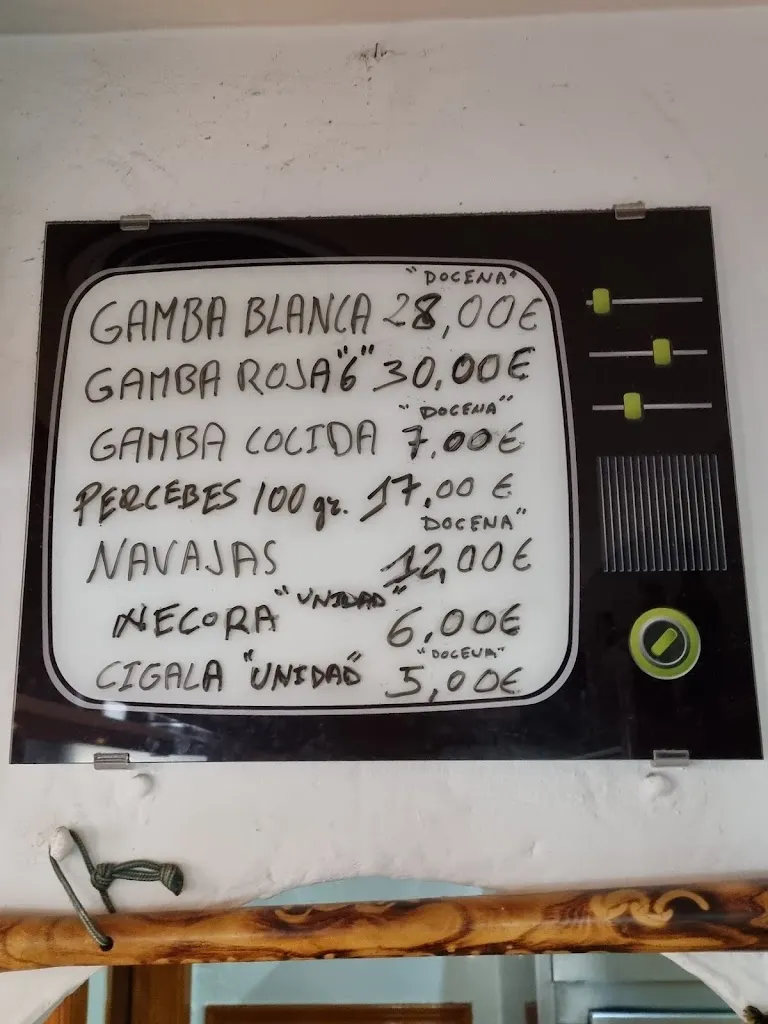 "DOCENA"
GAMBA BLANCA 28,00€
GAMBA ROJA "6" 30,00€
"DOCENA"
GAMBA COCIDA 7,00€
PERCEBES 100 gr. 17,00 €
DOCENA"
NAVAJAS 12,00€
"UNIDAD"
NECORA 6,00€
"DOCENA"
CIGALA "UNIDAD" 5,00€